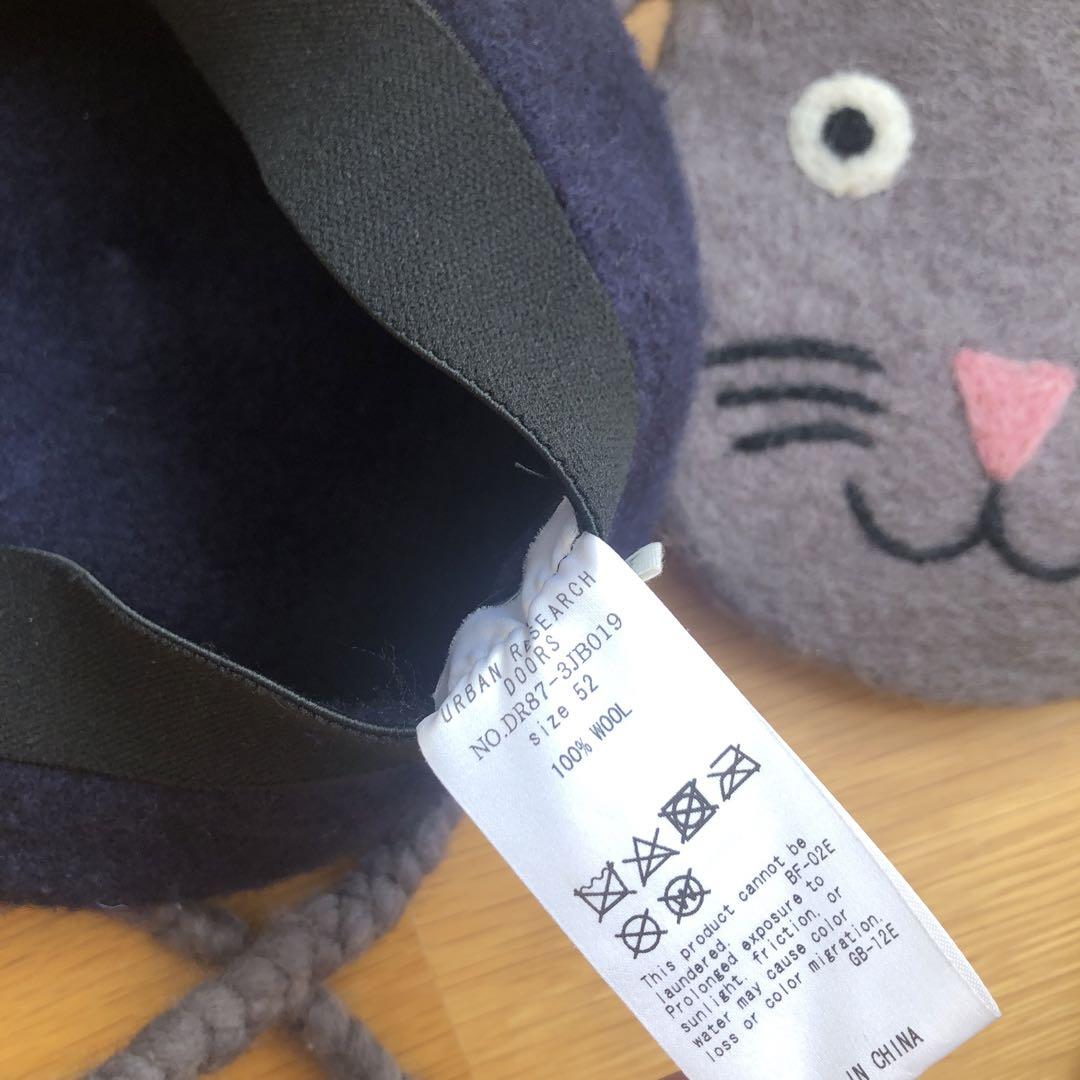 URBAN RESEARCH
DOORS
NO.DR87-3JB019
size 52
100% WOOL
This product cannot be
laundered. BF-02E
Prolonged exposure to
sunlight, friction, or
water may cause color
loss or color migration.
GB-12E
IN CHINA